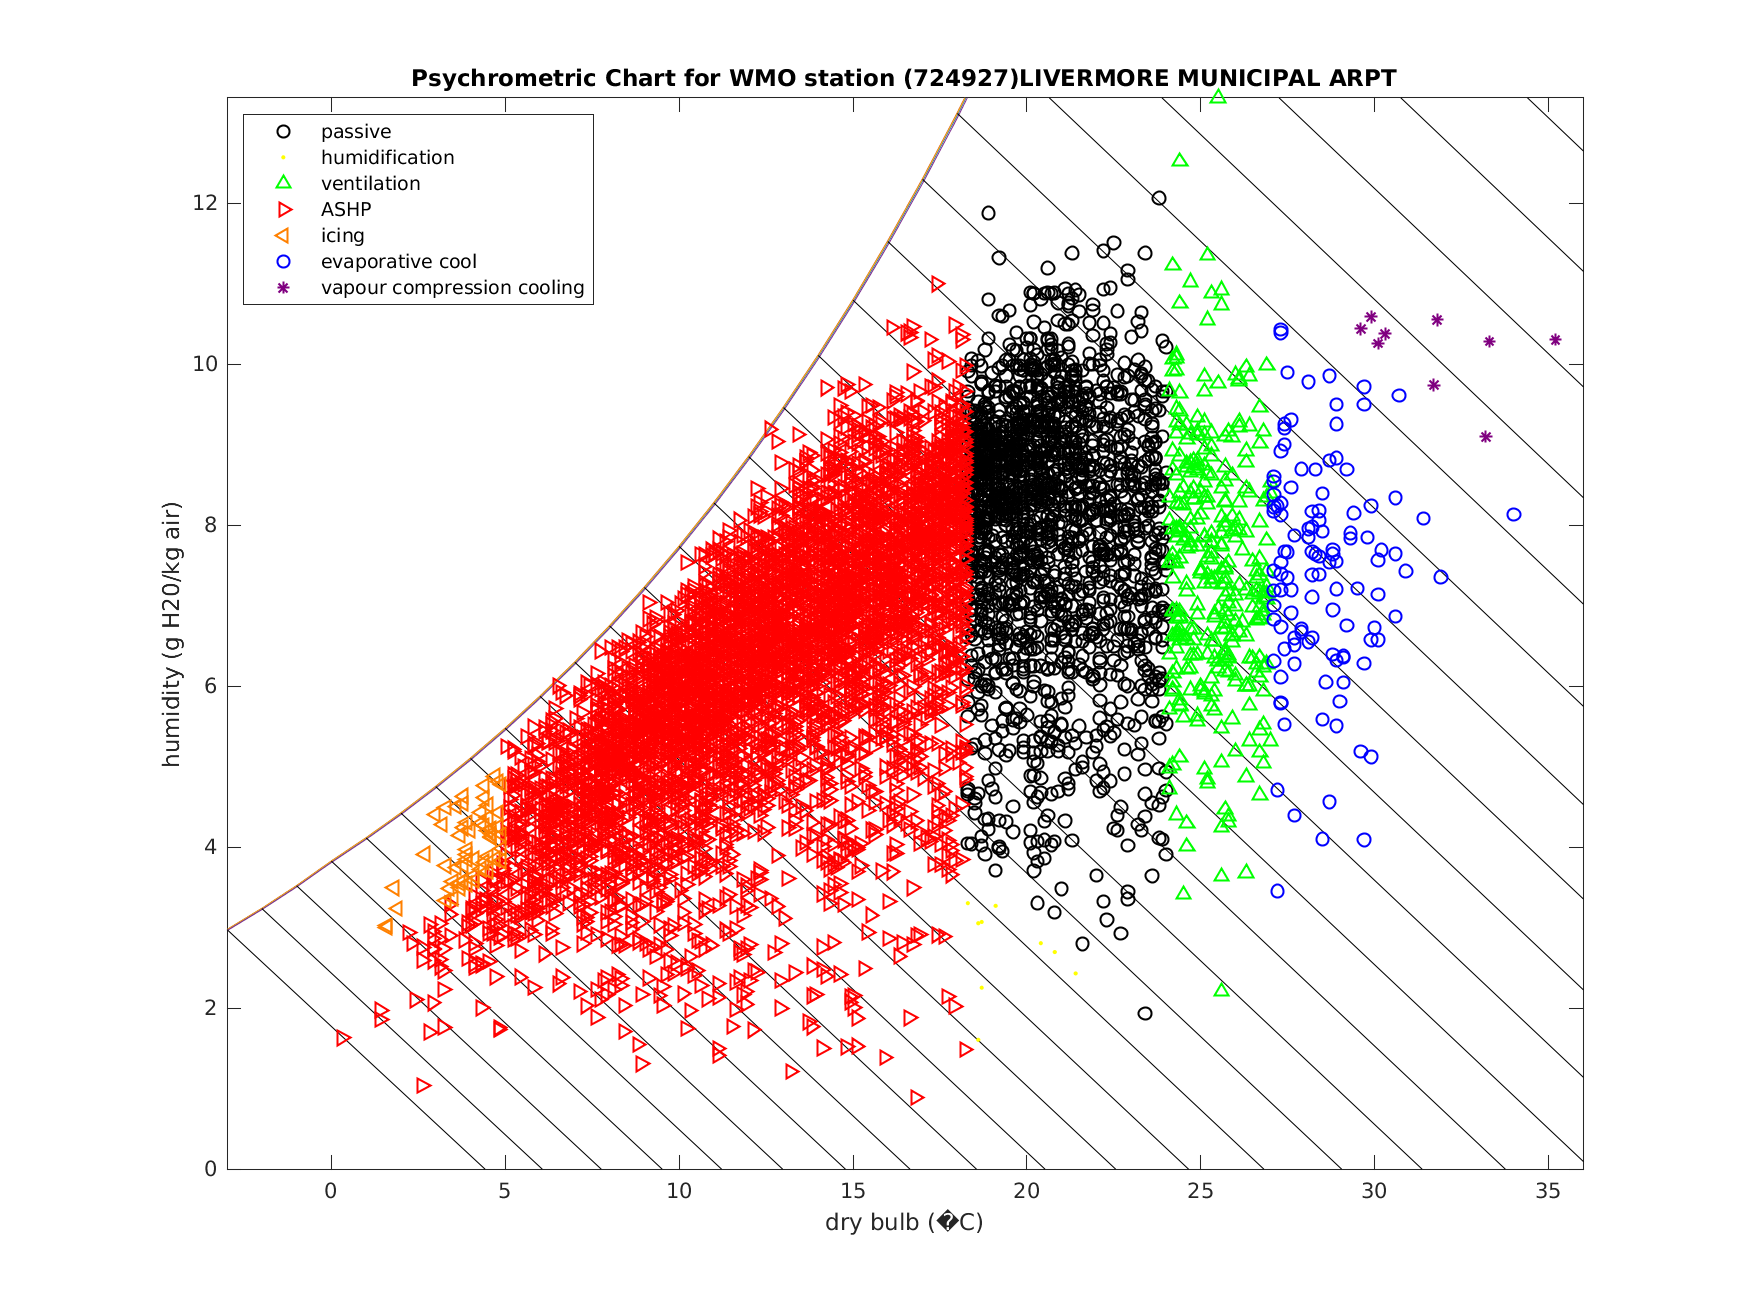 Psychrometric Chart for WMO station (724927)LIVERMORE MUNICIPAL ARPT
passive
humidification
ventilation
ASHP
icing
evaporative cool
vapour compression cooling
12
10
8
6
4
2
0
humidity (g H20/kg air)
0 5 10 15 20 25 30 35
dry bulb (�C)